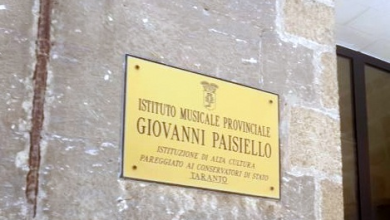 ISTITUTO MUSICALE PROVINCIALE
GIOVANNI PAISIELLO
ISTITUZIONE DI ALTA CULTURA
PAREGGIATO AI CONSERVATORI DI STATO
TARANTO